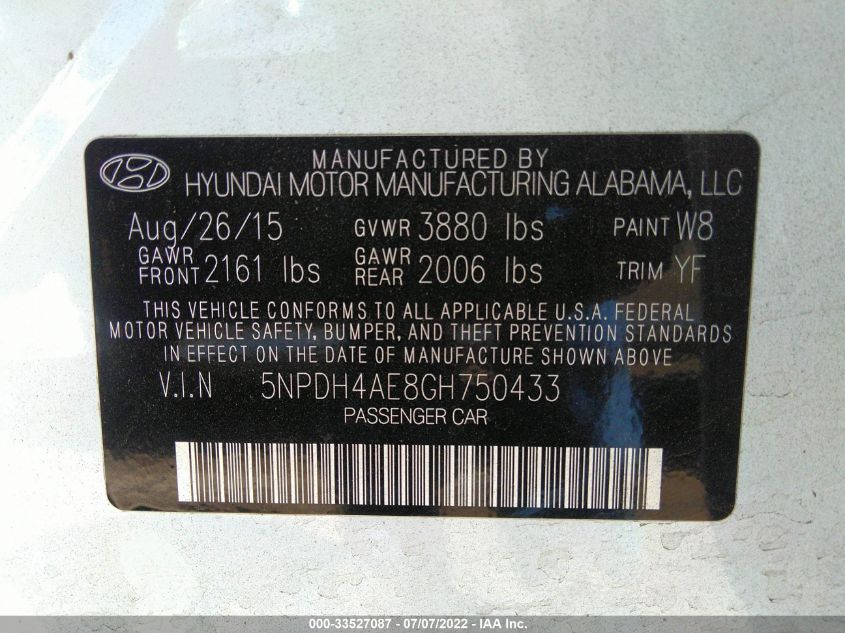 MANUFACTURED BY
HYUNDAI MOTOR MANUFACTURING ALABAMA, LLC
Aug/26/15 GVWR 3880 lbs PAINT W8
GAWR FRONT 2161 lbs GAWR REAR 2006 lbs TRIM YF
THIS VEHICLE CONFORMS TO ALL APPLICABLE U.S.A. FEDERAL
MOTOR VEHICLE SAFETY, BUMPER, AND THEFT PREVENTION STANDARDS
IN EFFECT ON THE DATE OF MANUFACTURE SHOWN ABOVE.
V.I.N 5NPDH4AE8GH750433
PASSENGER CAR
000-33527087 - 07/07/2022 - IAA Inc.